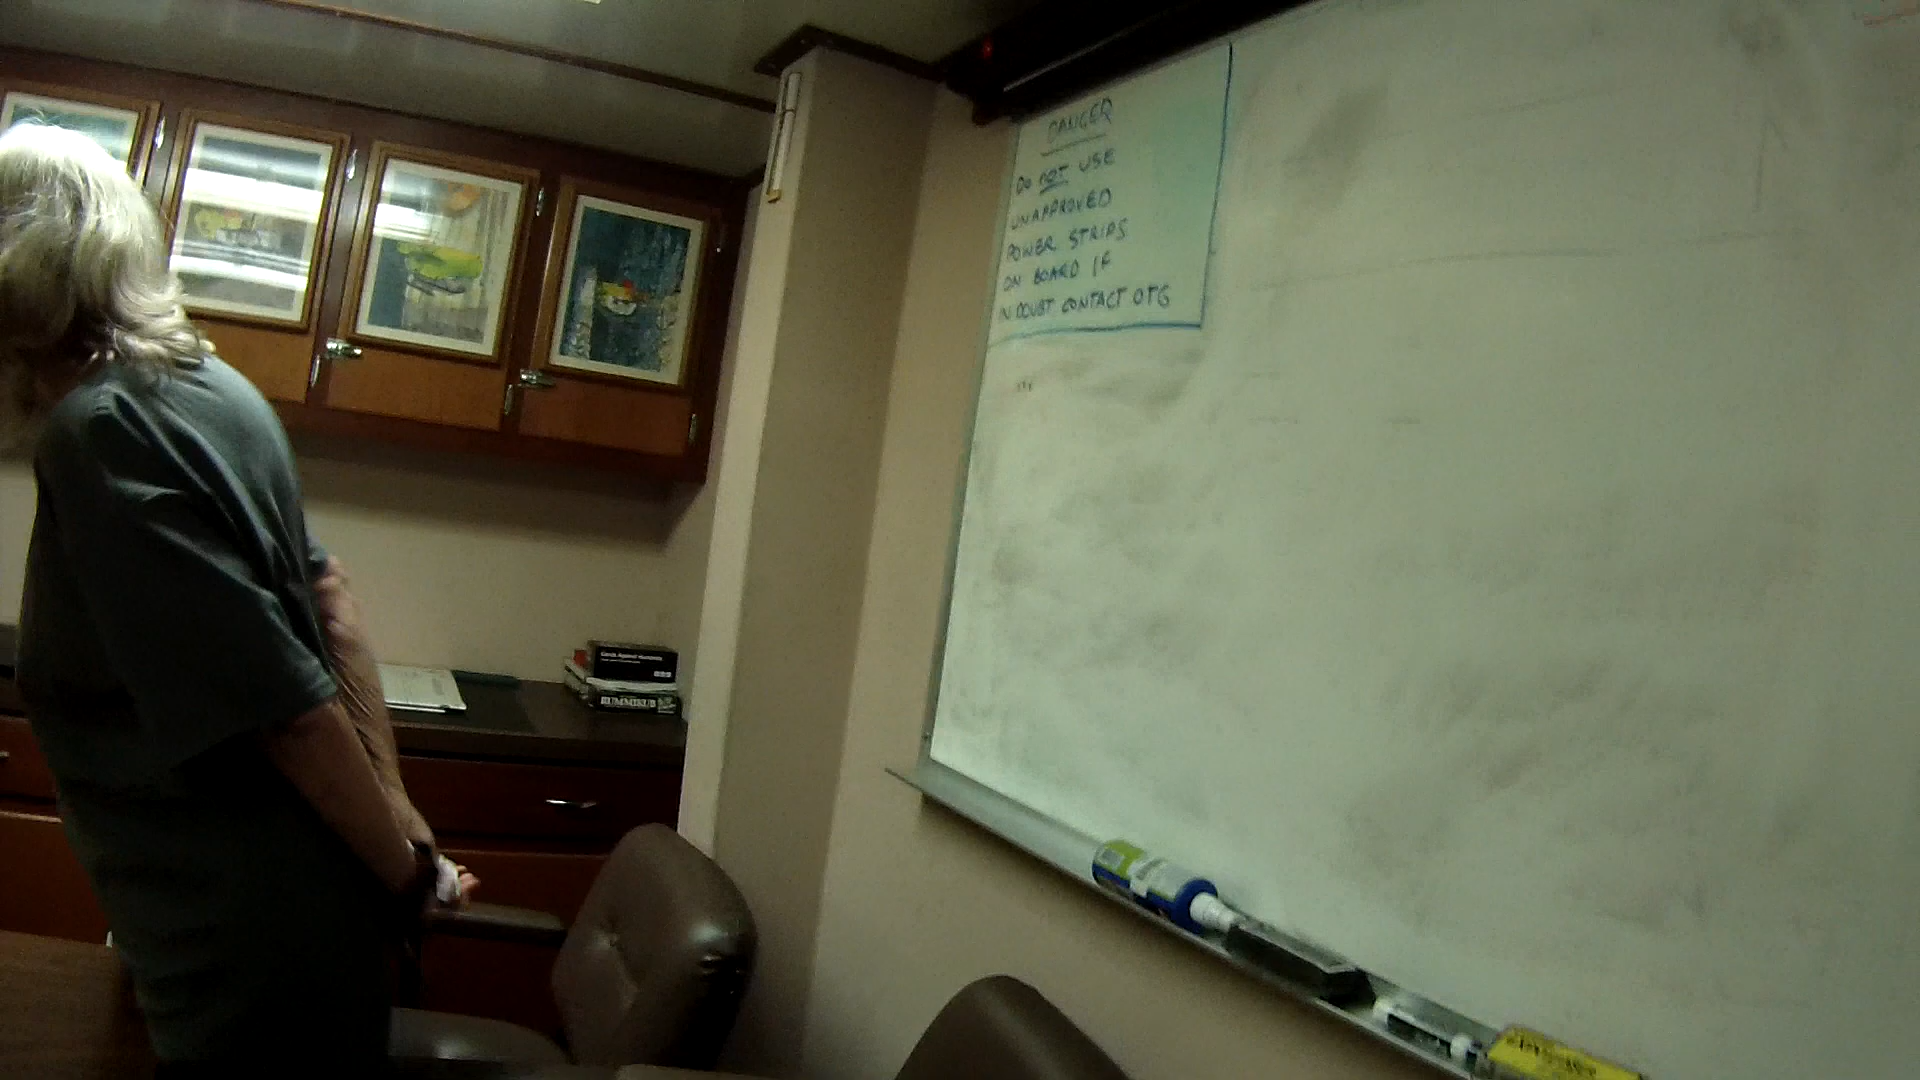 DANGER
DO NOT USE
UNAPPROVED
POWER STRIPS
ON BOARD IF
IN DOUBT CONTACT OTG
Cards Against Humanity
RUMMIKUB